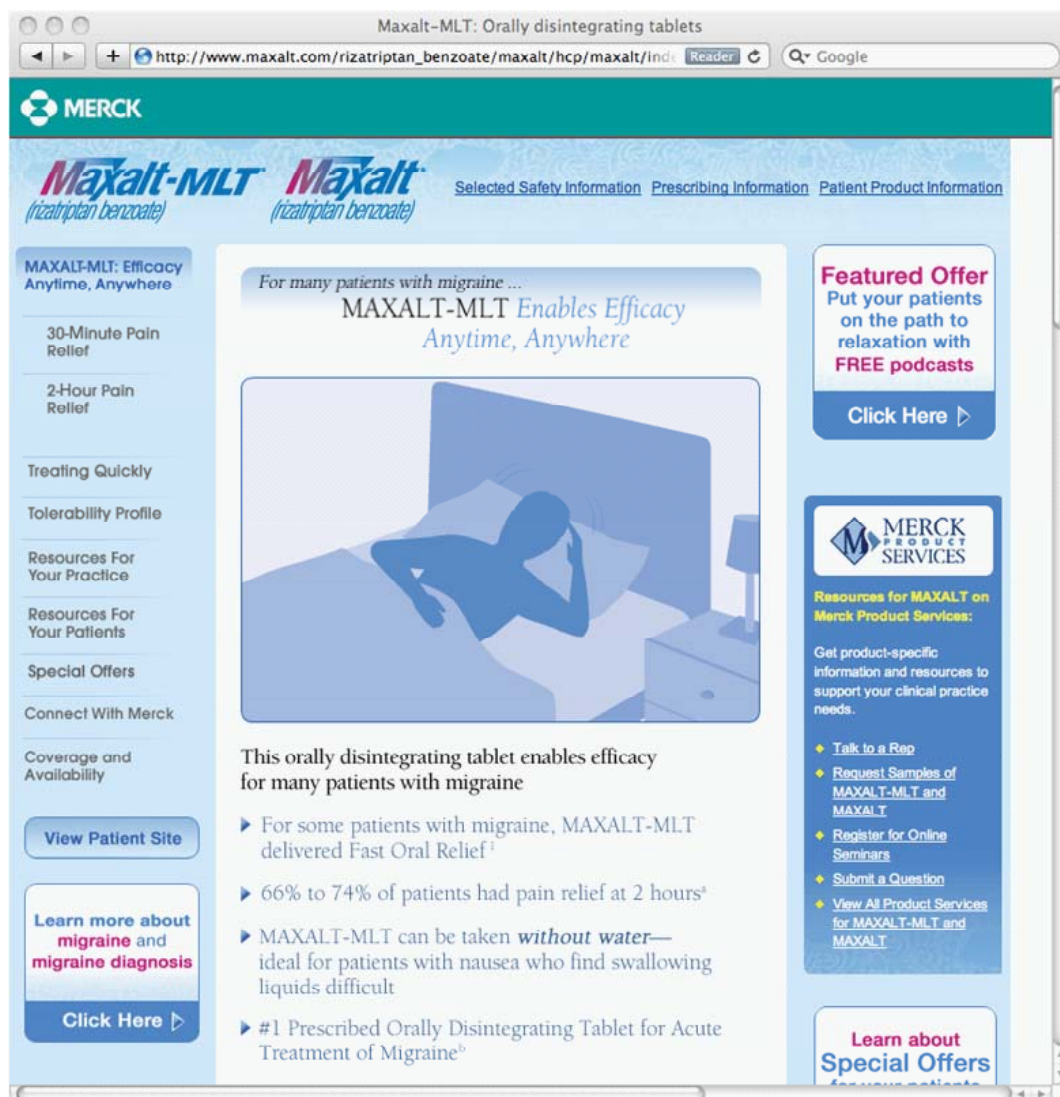 Maxalt-MLT: Orally disintegrating tablets
http://www.maxalt.com/rizatriptan_benzoate/maxalt/hcp/maxalt/inde
Reader
Google
MERCK
Maxalt-MLT
(rizatriptan benzoate)
Maxalt
(rizatriptan benzoate)
Selected Safety Information Prescribing Information Patient Product Information
MAXALT-MLT: Efficacy
Anytime, Anywhere
30-Minute Pain
Relief
2-Hour Pain
Relief
Treating Quickly
Tolerability Profile
Resources For
Your Practice
Resources For
Your Patients
Special Offers
Connect With Merck
Coverage and
Availability
View Patient Site
Learn more about
migraine and
migraine diagnosis
Click Here
For many patients with migraine ...
MAXALT-MLT Enables Efficacy
Anytime, Anywhere
This orally disintegrating tablet enables efficacy
for many patients with migraine
For some patients with migraine, MAXALT-MLT
delivered Fast Oral Relief
66% to 74% of patients had pain relief at 2 hours
MAXALT-MLT can be taken without water—
ideal for patients with nausea who find swallowing
liquids difficult
#1 Prescribed Orally Disintegrating Tablet for Acute
Treatment of Migraine
Featured Offer
Put your patients
on the path to
relaxation with
FREE podcasts
Click Here
MERCK
PRODUCT
SERVICES
Resources for MAXALT on
Merck Product Services:
Get product-specific
information and resources to
support your clinical practice
needs.
Talk to a Rep
Request Samples of
MAXALT-MLT and
MAXALT
Register for Online
Seminars
Submit a Question
View All Product Services
for MAXALT-MLT and
MAXALT
Learn about
Special Offers
for your patients